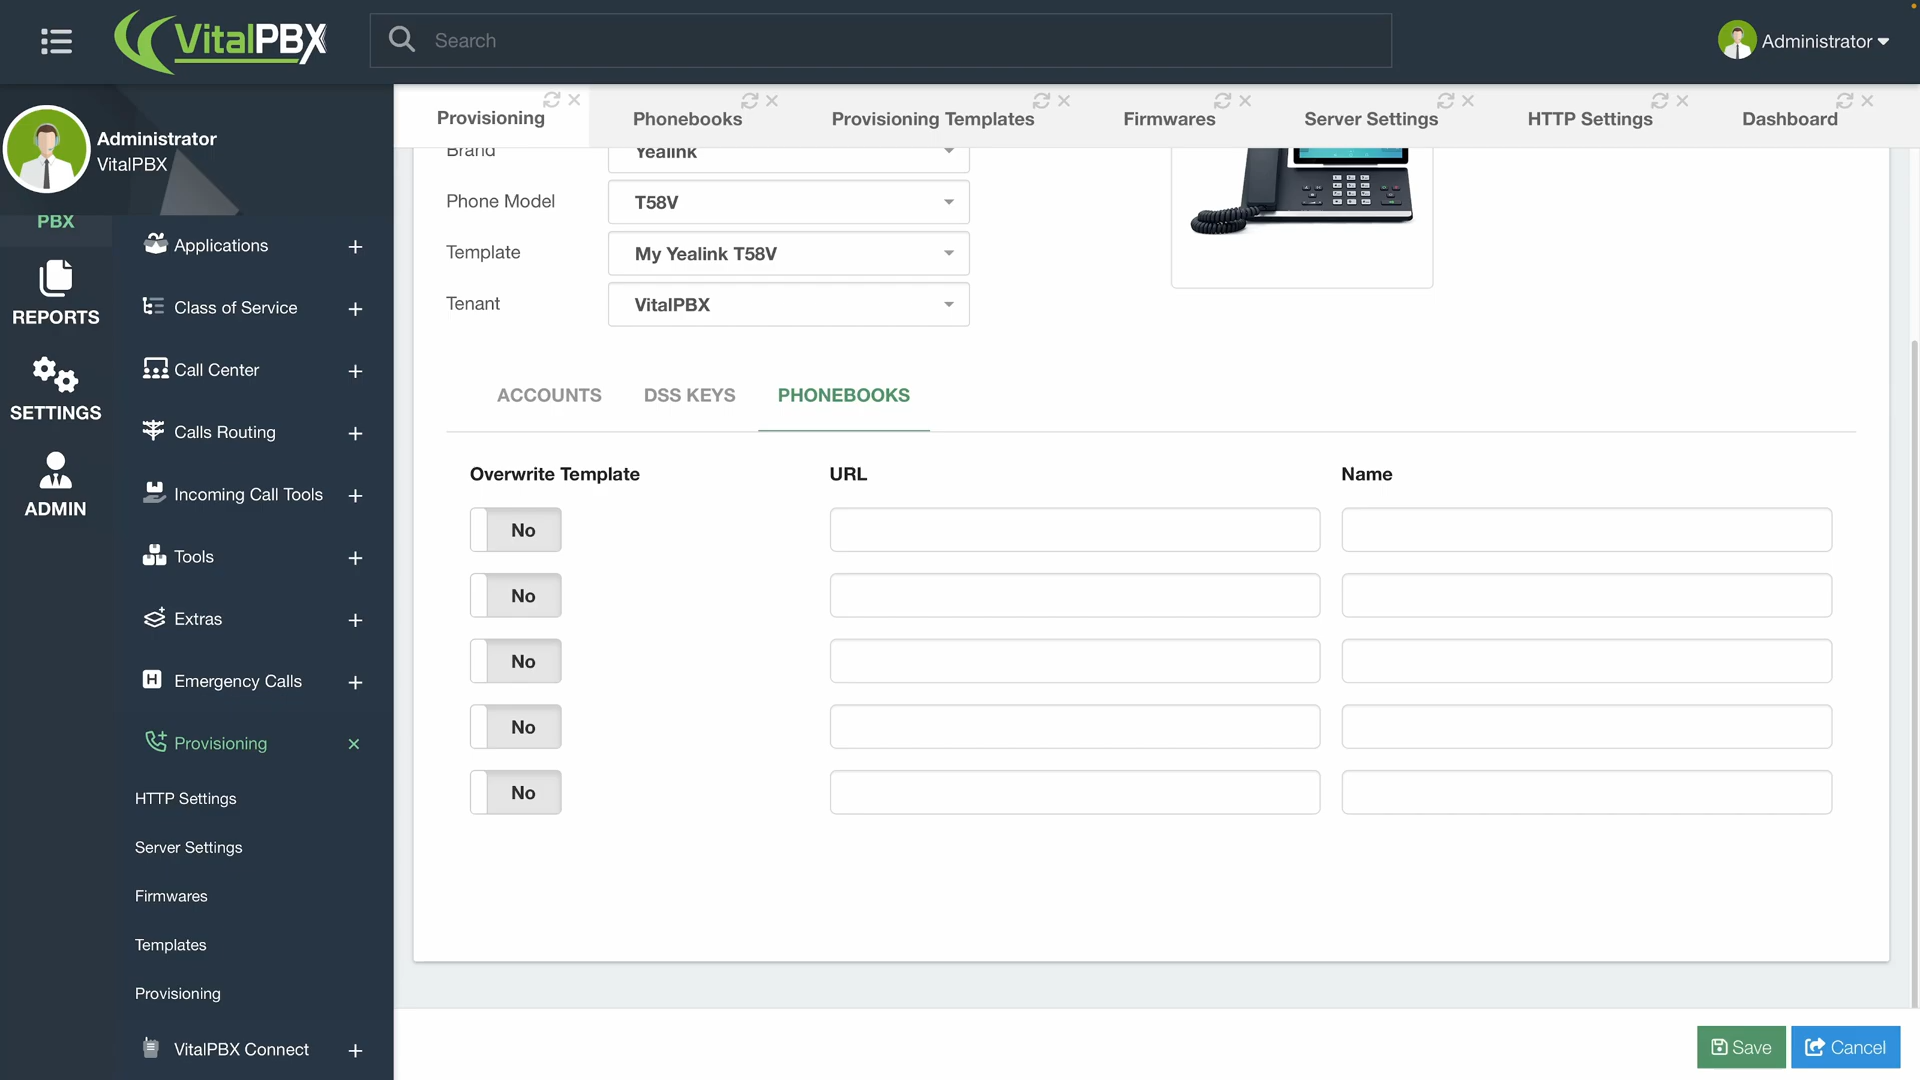 VitalPBX
Search
Administrator
Administrator
VitalPBX
PBX
REPORTS
SETTINGS
ADMIN
Applications
Class of Service
Call Center
Calls Routing
Incoming Call Tools
Tools
Extras
Emergency Calls
Provisioning
HTTP Settings
Server Settings
Firmwares
Templates
Provisioning
VitalPBX Connect
Provisioning
Phonebooks
Provisioning Templates
Firmwares
Server Settings
HTTP Settings
Dashboard
Brand Yealink
Phone Model T58V
Template My Yealink T58V
Tenant VitalPBX
ACCOUNTS DSS KEYS PHONEBOOKS
Overwrite Template URL Name
No
No
No
No
No
Save Cancel